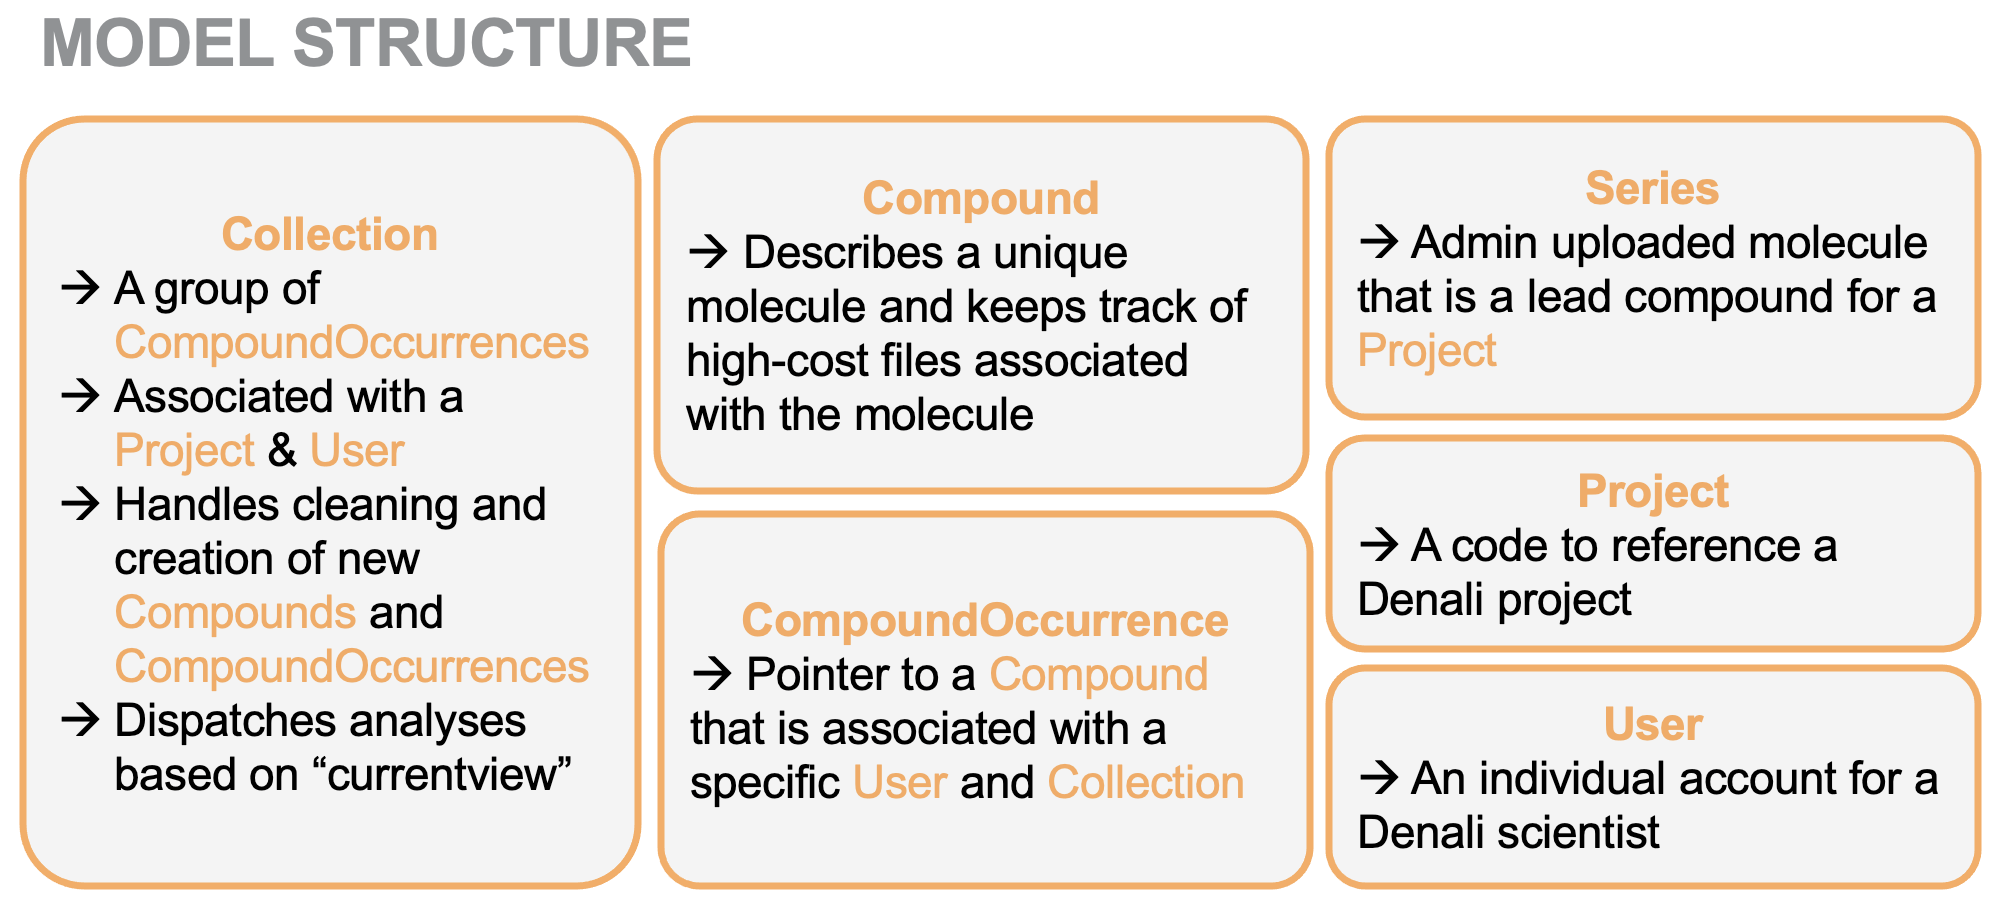 MODEL STRUCTURE
Collection
→ A group of
CompoundOccurrences
→ Associated with a
Project & User
→ Handles cleaning and
creation of new
Compounds and
CompoundOccurrences
→ Dispatches analyses
based on “currentview”
Compound
→ Describes a unique
molecule and keeps track of
high-cost files associated
with the molecule
CompoundOccurrence
→ Pointer to a Compound
that is associated with a
specific User and Collection
Series
→ Admin uploaded molecule
that is a lead compound for a
Project
Project
→ A code to reference a
Denali project
User
→ An individual account for a
Denali scientist